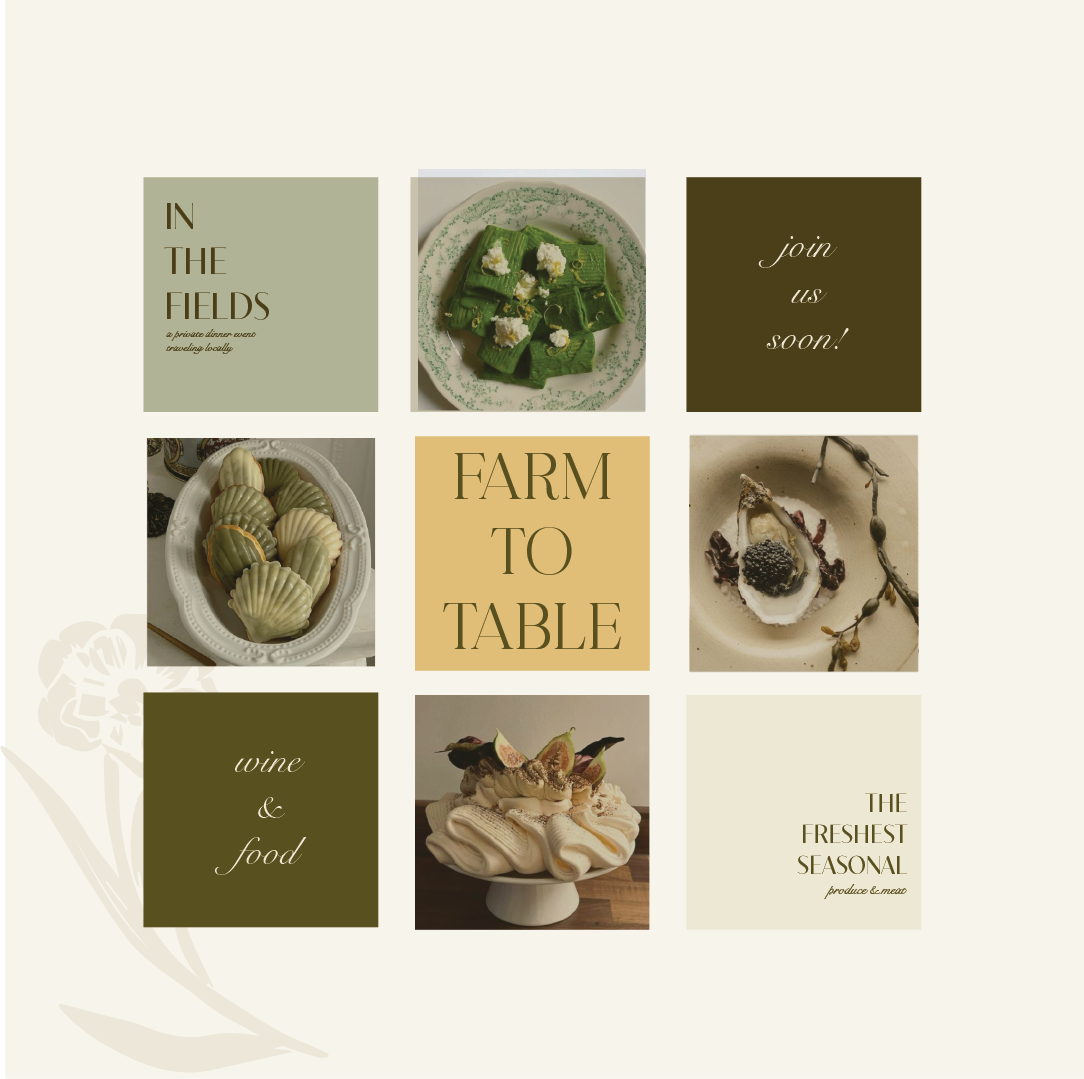 IN
THE
FIELDS
a private dinner event
traveling locally
join
us
soon!
FARM
TO
TABLE
wine
&
food
THE
FRESHEST
SEASONAL
produce & meat